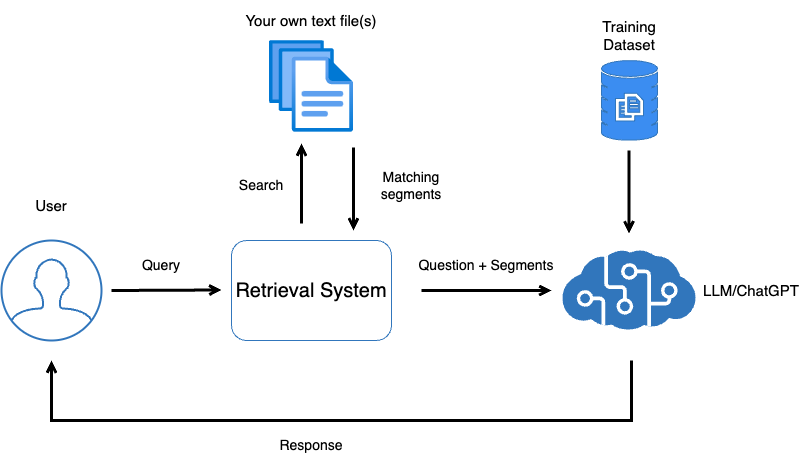 Your own text file(s)
Training
Dataset
Search
Matching
segments
User
Query
Retrieval System
Question + Segments
LLM/ChatGPT
Response